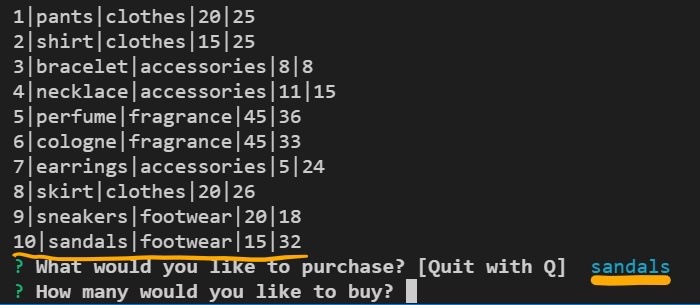 1|pants|clothes|20|25
2|shirt|clothes|15|25
3|bracelet|accessories|8|8
4|necklace|accessories|11|15
5|perfume|fragrance|45|36
6|cologne|fragrance|45|33
7|earrings|accessories|5|24
8|skirt|clothes|20|26
9|sneakers|footwear|20|18
10|sandals|footwear|15|32
? What would you like to purchase? [Quit with Q] sandals
? How many would you like to buy?